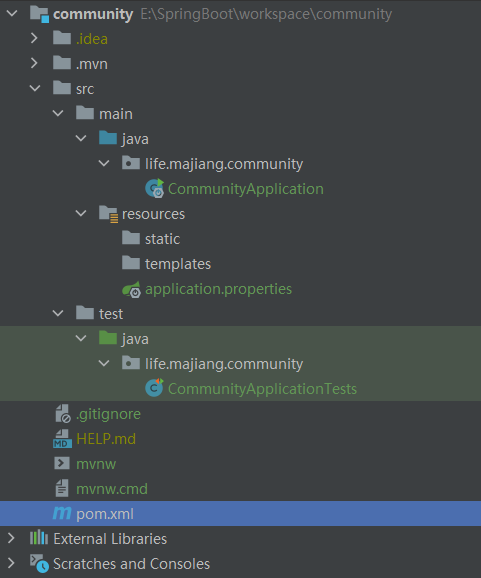 community E:\SpringBoot\workspace\community
.idea
.mvn
src
main
java
life.majiang.community
CommunityApplication
resources
static
templates
application.properties
test
java
life.majiang.community
CommunityApplicationTests
.gitignore
HELP.md
mvnw
mvnw.cmd
pom.xml
External Libraries
Scratches and Consoles